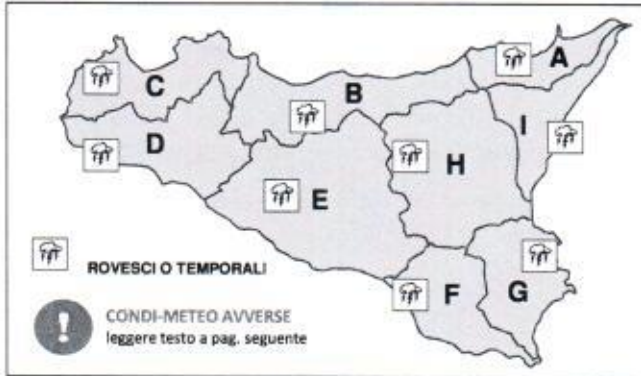 A
C
B
I
D
H
E
ROVESCI O TEMPORALI
F
G
CONDI-METEO AVVERSE
leggere testo a pag. seguente